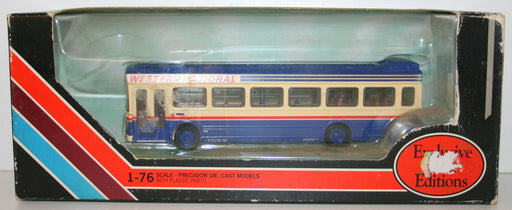 WESTERN NATIONAL
1-76 SCALE - PRECISION DIE-CAST MODELS
WITH PLASTIC PARTS
Exclusive
Editions